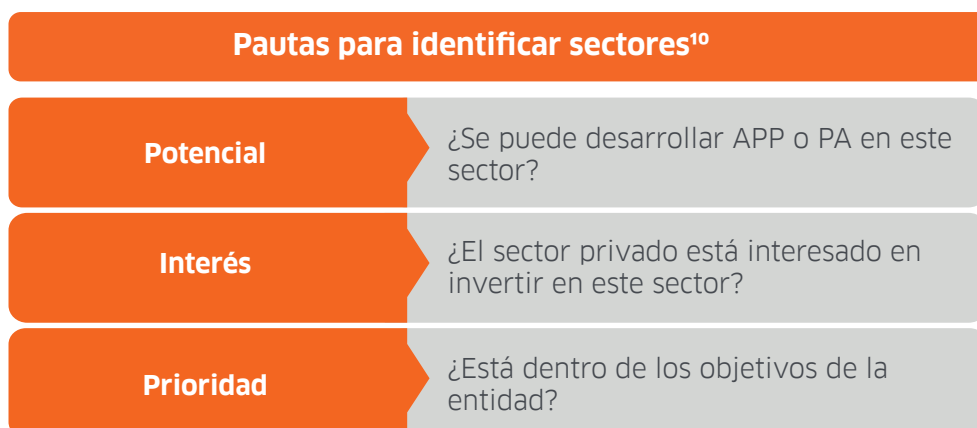 Pautas para identificar sectores¹⁰
Potencial
¿Se puede desarrollar APP o PA en este
sector?
Interés
¿El sector privado está interesado en
invertir en este sector?
Prioridad
¿Está dentro de los objetivos de la
entidad?